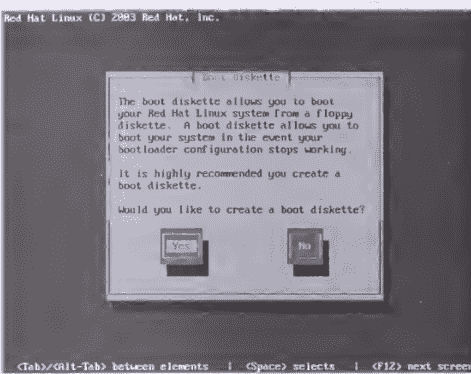 Red Hat Linux (C) 2003 Red Hat, Inc.
Boot Diskette
The boot diskette allows you to boot
your Red Hat Linux system from a floppy
diskette. A boot diskette allows you to
boot your system in the event your
bootloader configuration stops working.
It is highly recommended you create a
boot diskette.
Would you like to create a boot diskette?
Yes No
<Tab>/<Alt-Tab> between elements | <Space> selects | <F12> next screen